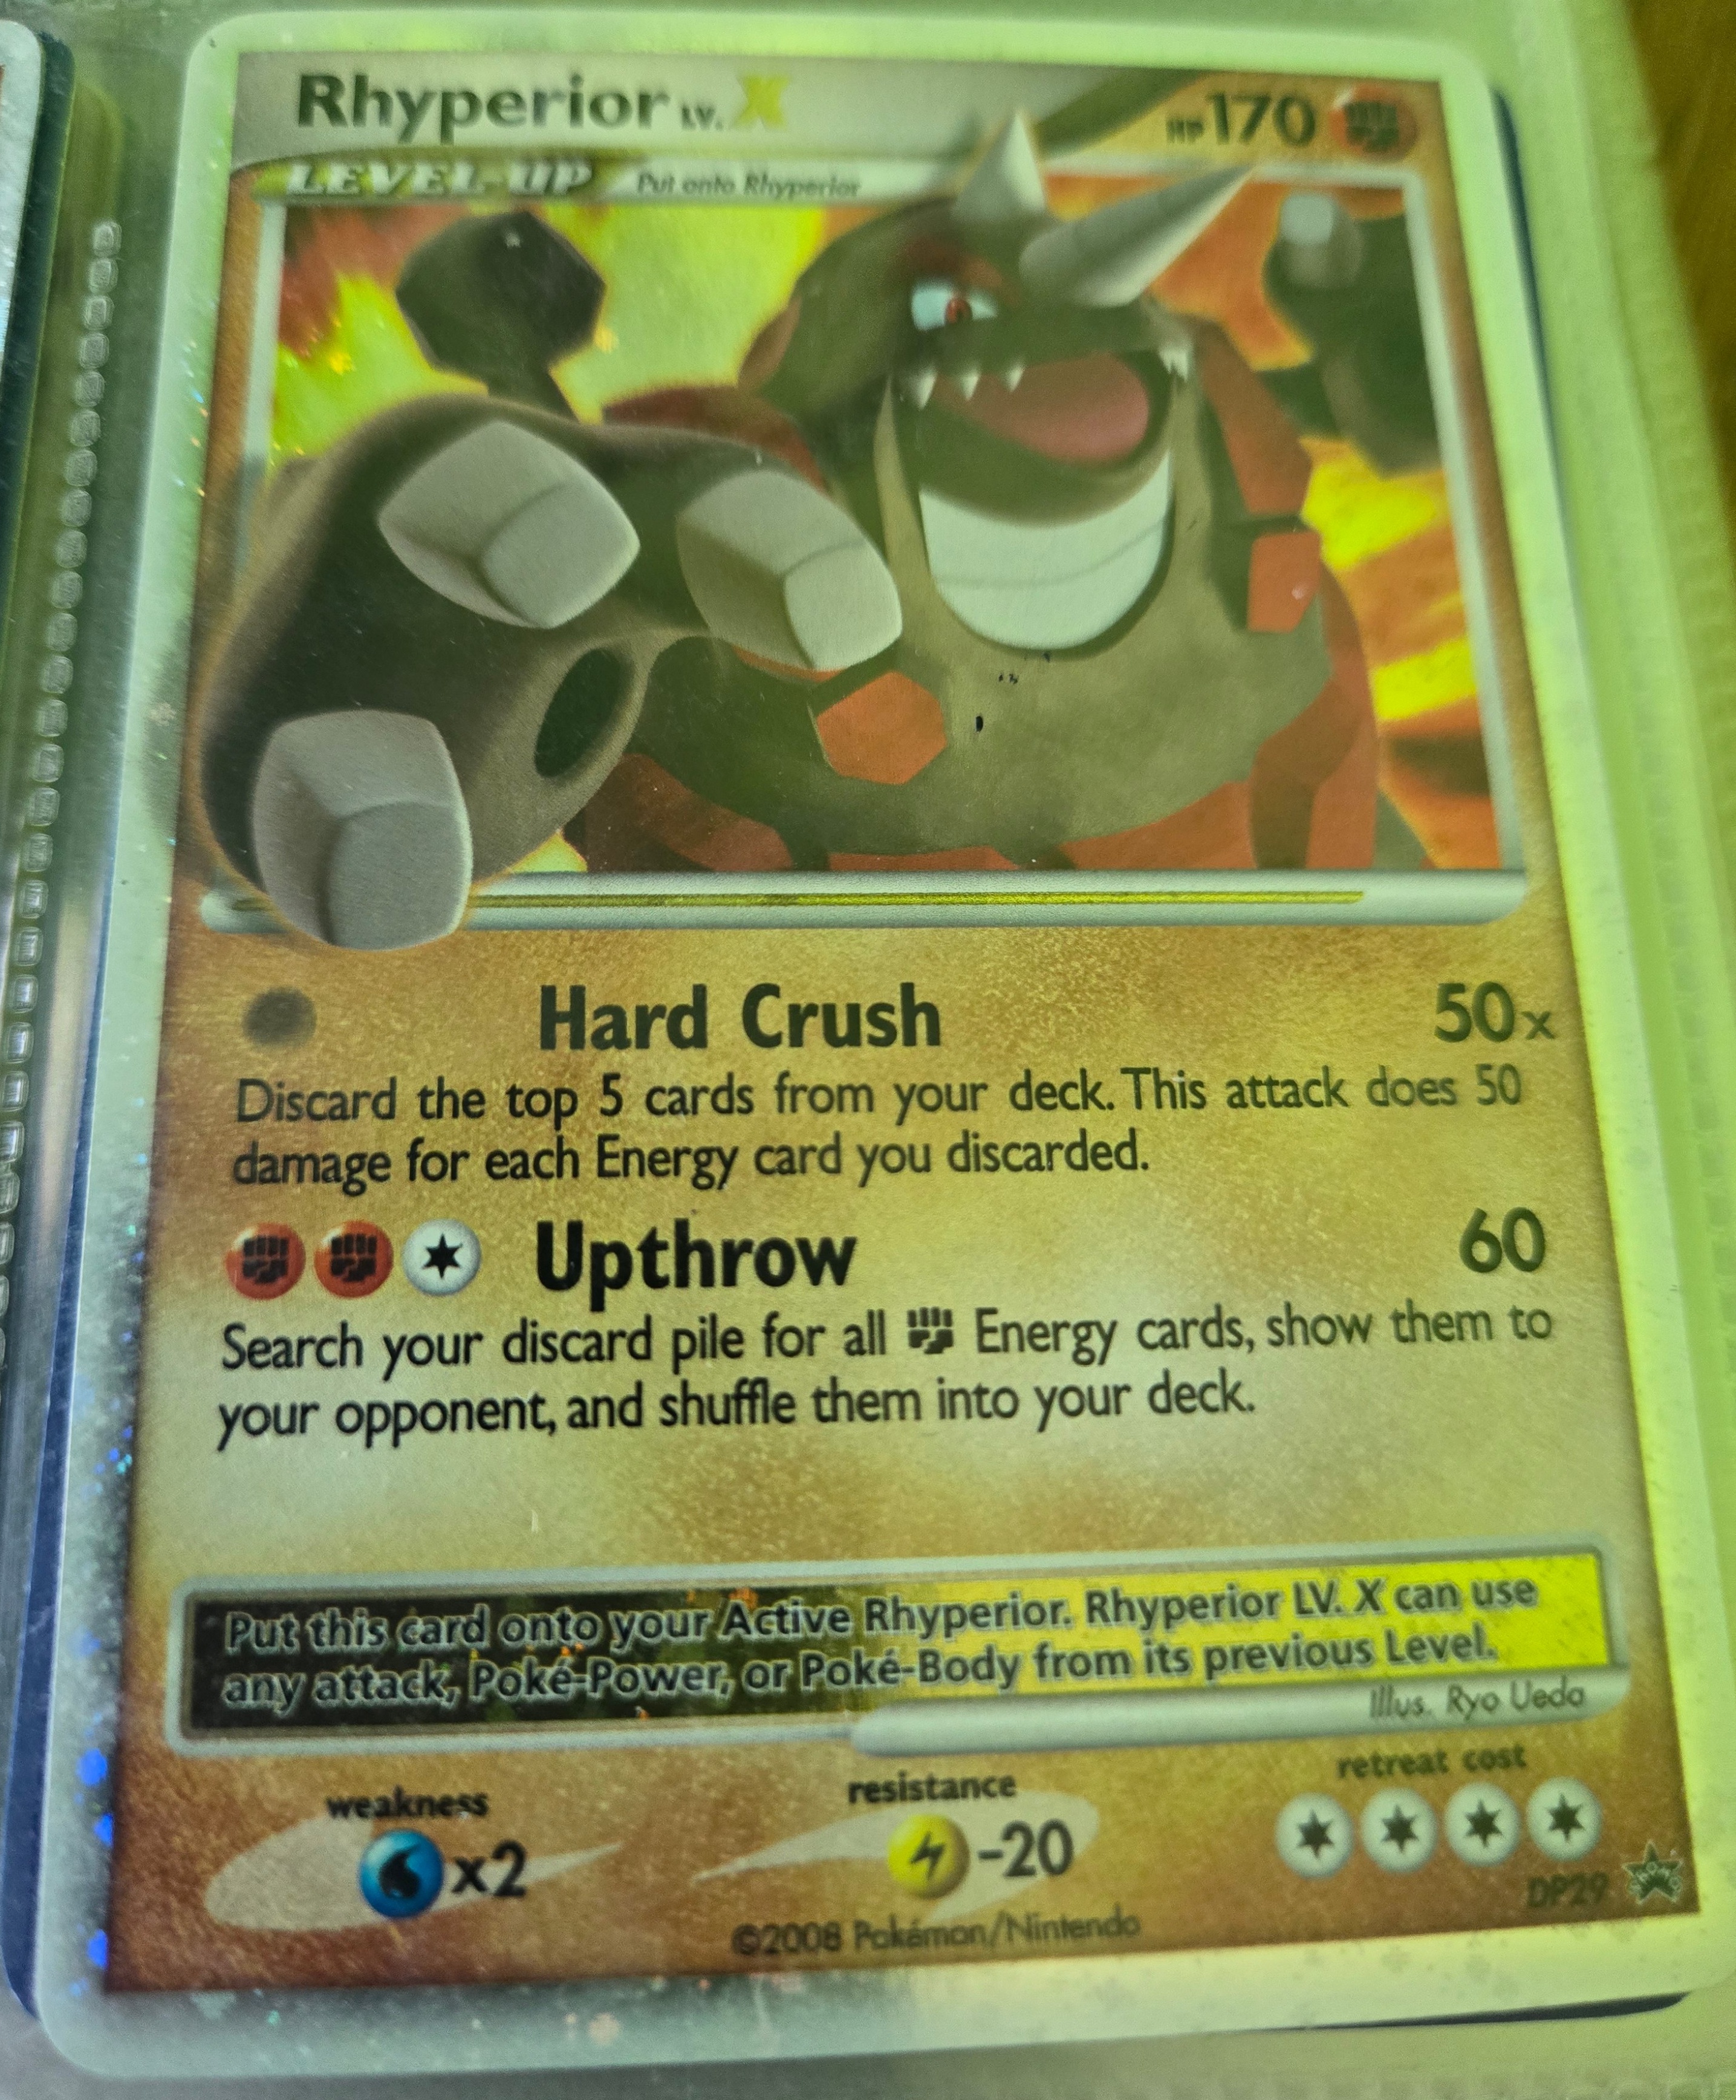 Rhyperior LV. X HP 170
LEVEL-UP Put onto Rhyperior
Hard Crush 50x
Discard the top 5 cards from your deck. This attack does 50
damage for each Energy card you discarded.
Upthrow 60
Search your discard pile for all Energy cards, show them to
your opponent, and shuffle them into your deck.
Put this card onto your Active Rhyperior. Rhyperior LV. X can use
any attack, Poké-Power, or Poké-Body from its previous Level.
Illus. Ryo Ueda
weakness resistance retreat cost
x2 -20
DP29
©2008 Pokémon/Nintendo